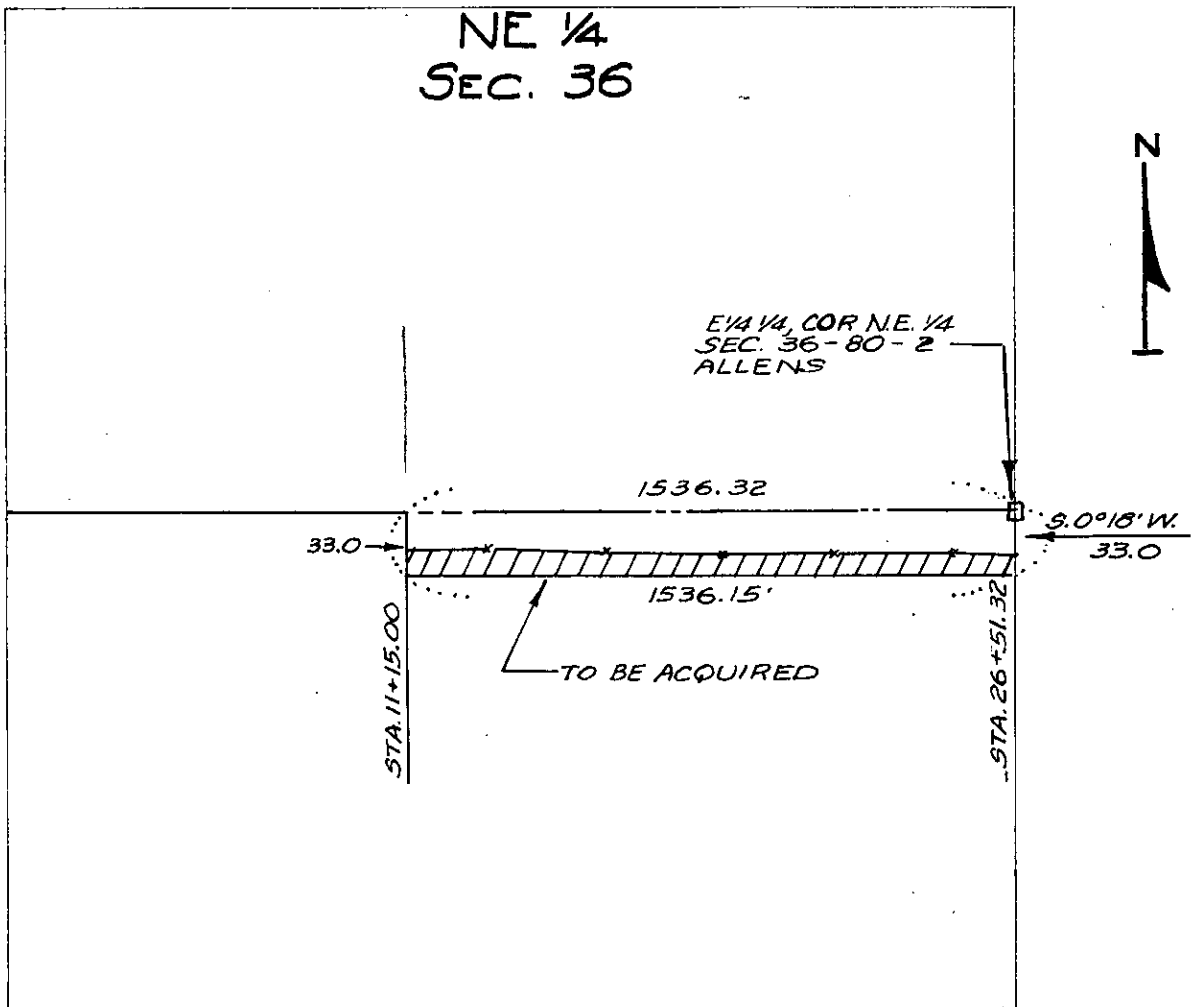 NE 1/4
SEC. 36
N
E 1/4 1/4, COR N.E. 1/4
SEC. 36-80-2
ALLENS
1536.32
S. 0°18' W.
33.0
33.0
1536.15'
TO BE ACQUIRED
STA. 11+15.00
STA. 26+51.32